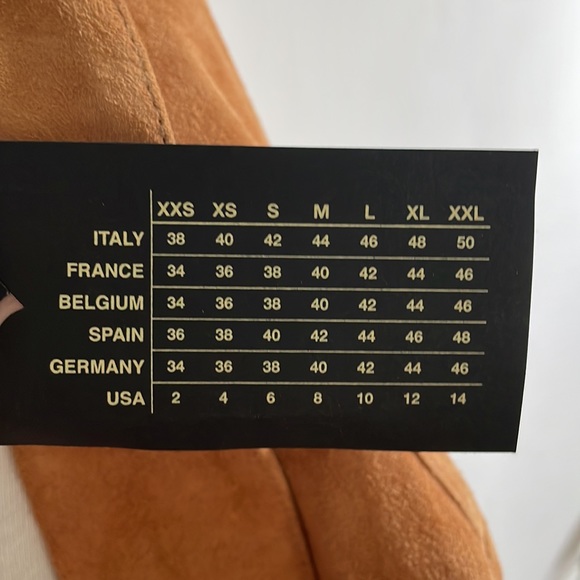 XXS XS S M L XL XXL
ITALY 38 40 42 44 46 48 50
FRANCE 34 36 38 40 42 44 46
BELGIUM 34 36 38 40 42 44 46
SPAIN 36 38 40 42 44 46 48
GERMANY 34 36 38 40 42 44 46
USA 2 4 6 8 10 12 14